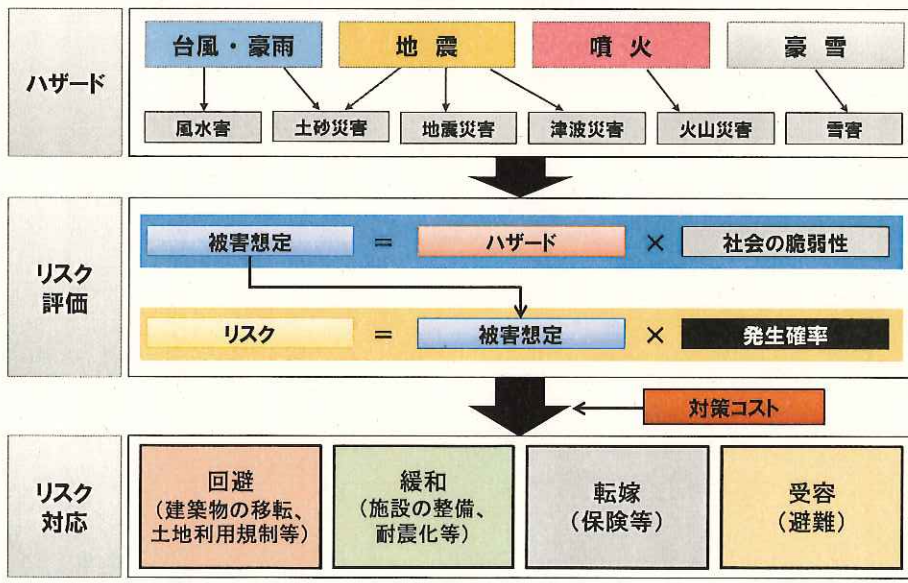 ハザード
台風・豪雨
地震
噴火
豪雪
風水害
土砂災害
地震災害
津波災害
火山災害
雪害
リスク
評価
被害想定 = ハザード × 社会の脆弱性
リスク = 被害想定 × 発生確率
対策コスト
リスク
対応
回避
(建築物の移転、
土地利用規制等)
緩和
(施設の整備、
耐震化等)
転嫁
(保険等)
受容
(避難)